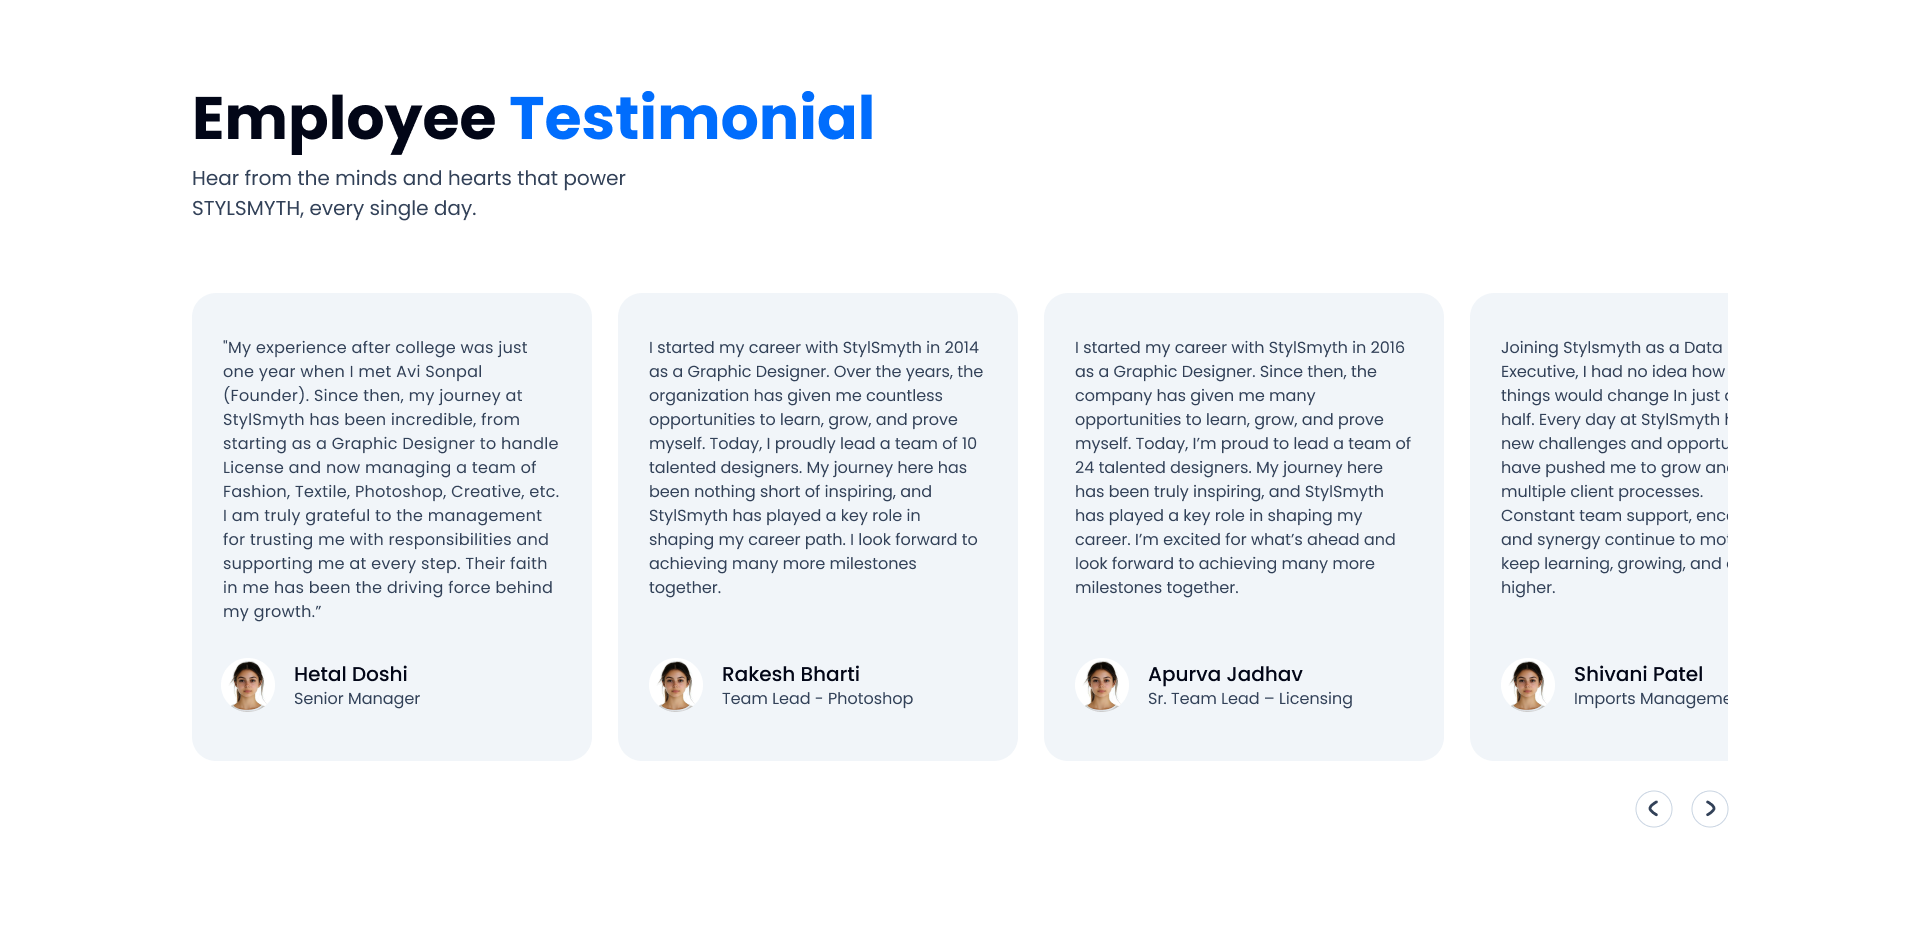 Employee Testimonial
Hear from the minds and hearts that power
STYLSMYTH, every single day.
"My experience after college was just
one year when I met Avi Sonpal
(Founder). Since then, my journey at
StylSmyth has been incredible, from
starting as a Graphic Designer to handle
License and now managing a team of
Fashion, Textile, Photoshop, Creative, etc.
I am truly grateful to the management
for trusting me with responsibilities and
supporting me at every step. Their faith
in me has been the driving force behind
my growth.”
Hetal Doshi
Senior Manager
I started my career with StylSmyth in 2014
as a Graphic Designer. Over the years, the
organization has given me countless
opportunities to learn, grow, and prove
myself. Today, I proudly lead a team of 10
talented designers. My journey here has
been nothing short of inspiring, and
StylSmyth has played a key role in
shaping my career path. I look forward to
achieving many more milestones
together.
Rakesh Bharti
Team Lead - Photoshop
I started my career with StylSmyth in 2016
as a Graphic Designer. Since then, the
company has given me many
opportunities to learn, grow, and prove
myself. Today, I’m proud to lead a team of
24 talented designers. My journey here
has been truly inspiring, and StylSmyth
has played a key role in shaping my
career. I’m excited for what’s ahead and
look forward to achieving many more
milestones together.
Apurva Jadhav
Sr. Team Lead – Licensing
Joining Stylsmyth as a Data
Executive, I had no idea how
things would change In just
half. Every day at StylSmyth
new challenges and
have pushed me to grow
multiple client processes.
Constant team support,
and synergy continue to
keep learning, growing, and
higher.
Shivani Patel
Imports